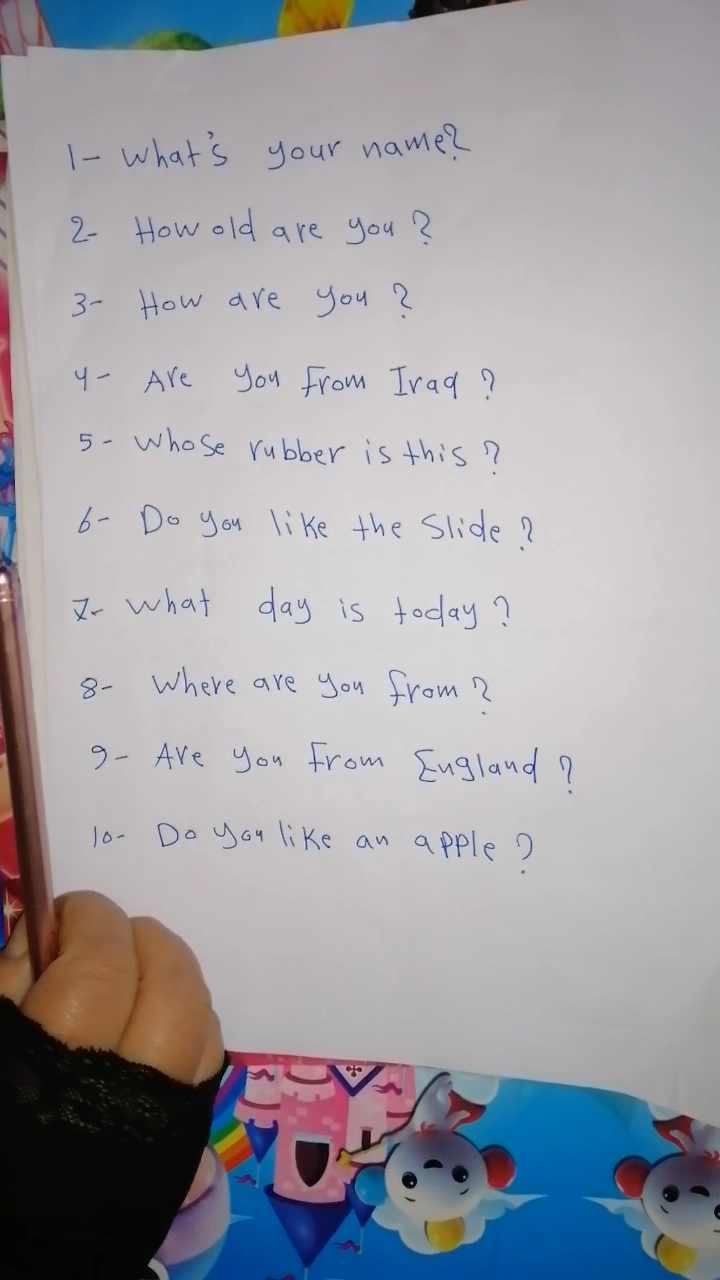 1- What's your name?
2- How old are you?
3- How are you?
4- Are you from Iraq?
5- Whose rubber is this?
6- Do you like the Slide?
7- What day is today?
8- Where are you from?
9- Are you from England?
10- Do you like an apple?